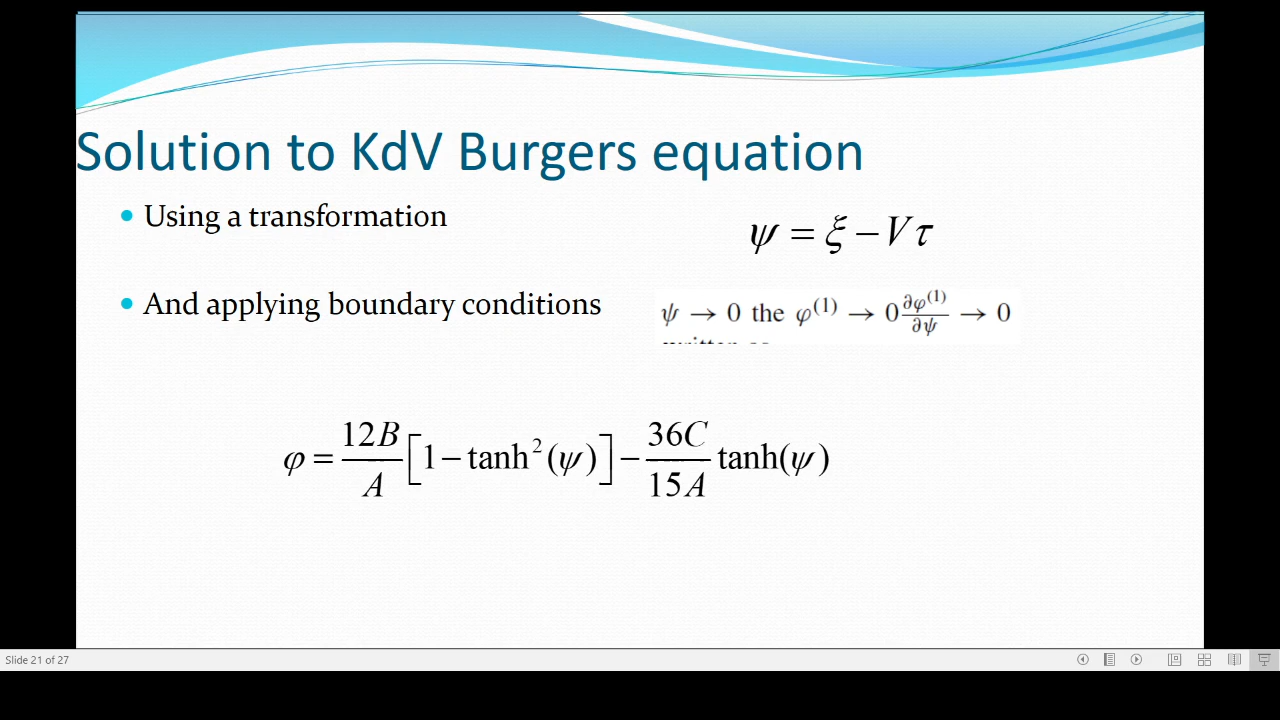 Solution to KdV Burgers equation
• Using a transformation
ψ = ξ − Vτ
• And applying boundary conditions
ψ → 0 the φ⁽¹⁾ → 0 ∂φ⁽¹⁾/∂ψ → 0
φ = 12B/A [1 − tanh²(ψ)] − 36C/15A tanh(ψ)
Slide 21 of 27